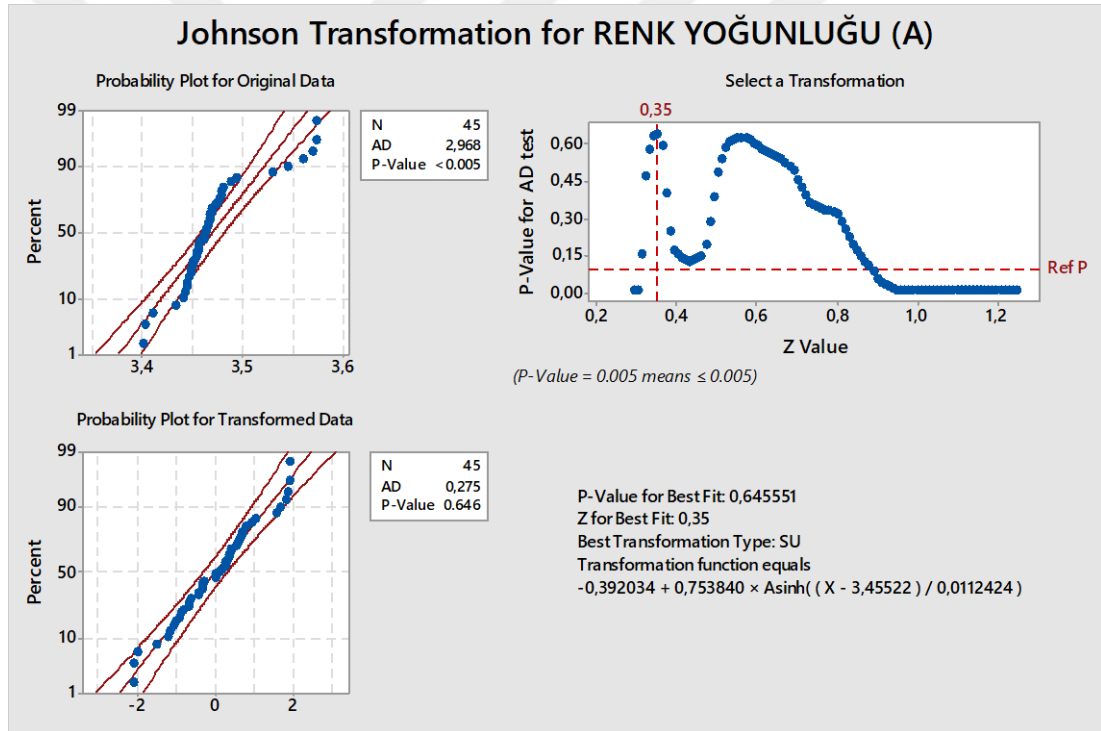 Johnson Transformation for RENK YOĞUNLUĞU (A)
Probability Plot for Original Data
99
90
50
10
1
Percent
3,4
3,5
3,6
N 45
AD 2,968
P-Value <0.005
Select a Transformation
0,35
0,60
0,45
0,30
0,15
0,00
P-Value for AD test
Ref P
0,2
0,4
0,6
0,8
1,0
1,2
Z Value
(P-Value = 0.005 means ≤ 0.005)
Probability Plot for Transformed Data
99
90
50
10
1
Percent
-2
0
2
N 45
AD 0,275
P-Value 0.646
P-Value for Best Fit: 0,645551
Z for Best Fit: 0,35
Best Transformation Type: SU
Transformation function equals
-0,392034 + 0,753840 × Asinh( ( X - 3,45522 ) / 0,0112424 )